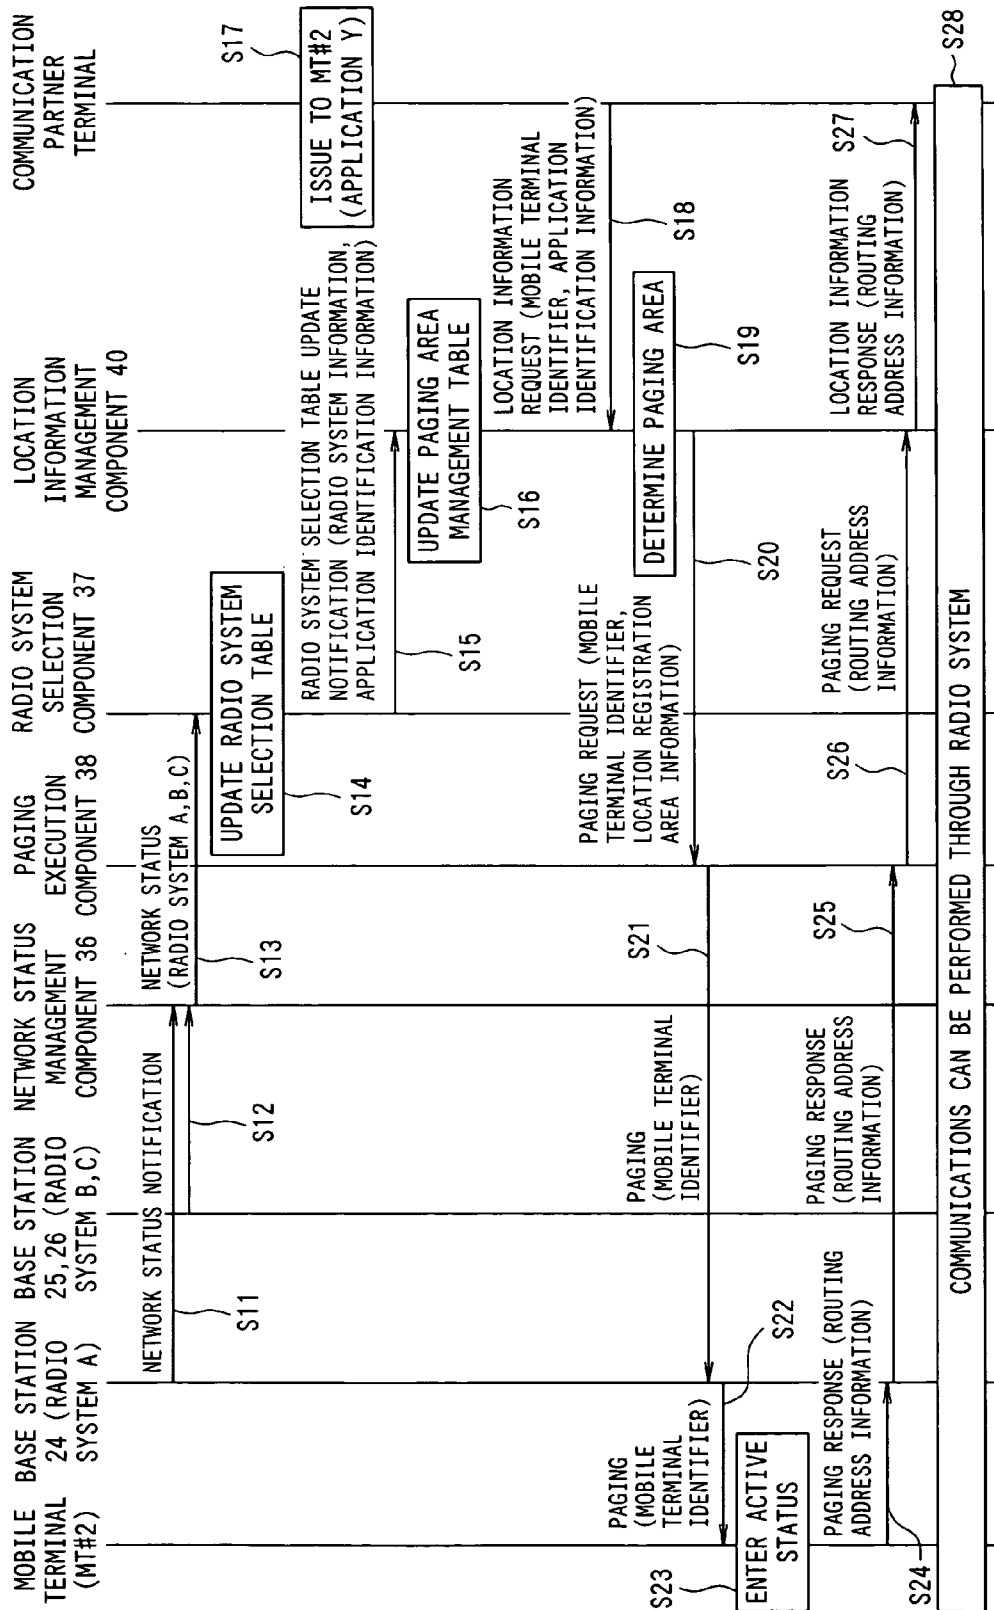 MOBILE
TERMINAL
(MT#2)
BASE STATION
24 (RADIO
SYSTEM A)
BASE STATION
25,26 (RADIO
SYSTEM B,C)
NETWORK STATUS
MANAGEMENT
COMPONENT 36
PAGING
EXECUTION
COMPONENT 38
RADIO SYSTEM
SELECTION
COMPONENT 37
LOCATION
INFORMATION
MANAGEMENT
COMPONENT 40
COMMUNICATION
PARTNER
TERMINAL
NETWORK STATUS NOTIFICATION
S11
S12
NETWORK STATUS
(RADIO SYSTEM A,B,C)
S13
UPDATE RADIO SYSTEM
SELECTION TABLE
S14
RADIO SYSTEM SELECTION TABLE UPDATE
NOTIFICATION (RADIO SYSTEM INFORMATION,
APPLICATION IDENTIFICATION INFORMATION)
S15
UPDATE PAGING AREA
MANAGEMENT TABLE
S16
ISSUE TO MT#2
(APPLICATION Y)
S17
LOCATION INFORMATION
REQUEST (MOBILE TERMINAL
IDENTIFIER, APPLICATION
IDENTIFICATION INFORMATION)
S18
DETERMINE PAGING AREA
S19
PAGING REQUEST (MOBILE
TERMINAL IDENTIFIER,
LOCATION REGISTRATION
AREA INFORMATION)
S20
PAGING
(MOBILE TERMINAL
IDENTIFIER)
S21
PAGING
(MOBILE
TERMINAL
IDENTIFIER)
S22
ENTER ACTIVE
STATUS
S23
PAGING RESPONSE (ROUTING
ADDRESS INFORMATION)
S24
PAGING RESPONSE
(ROUTING ADDRESS
INFORMATION)
S25
PAGING REQUEST
(ROUTING ADDRESS
INFORMATION)
S26
LOCATION INFORMATION
RESPONSE (ROUTING
ADDRESS INFORMATION)
S27
COMMUNICATIONS CAN BE PERFORMED THROUGH RADIO SYSTEM
S28